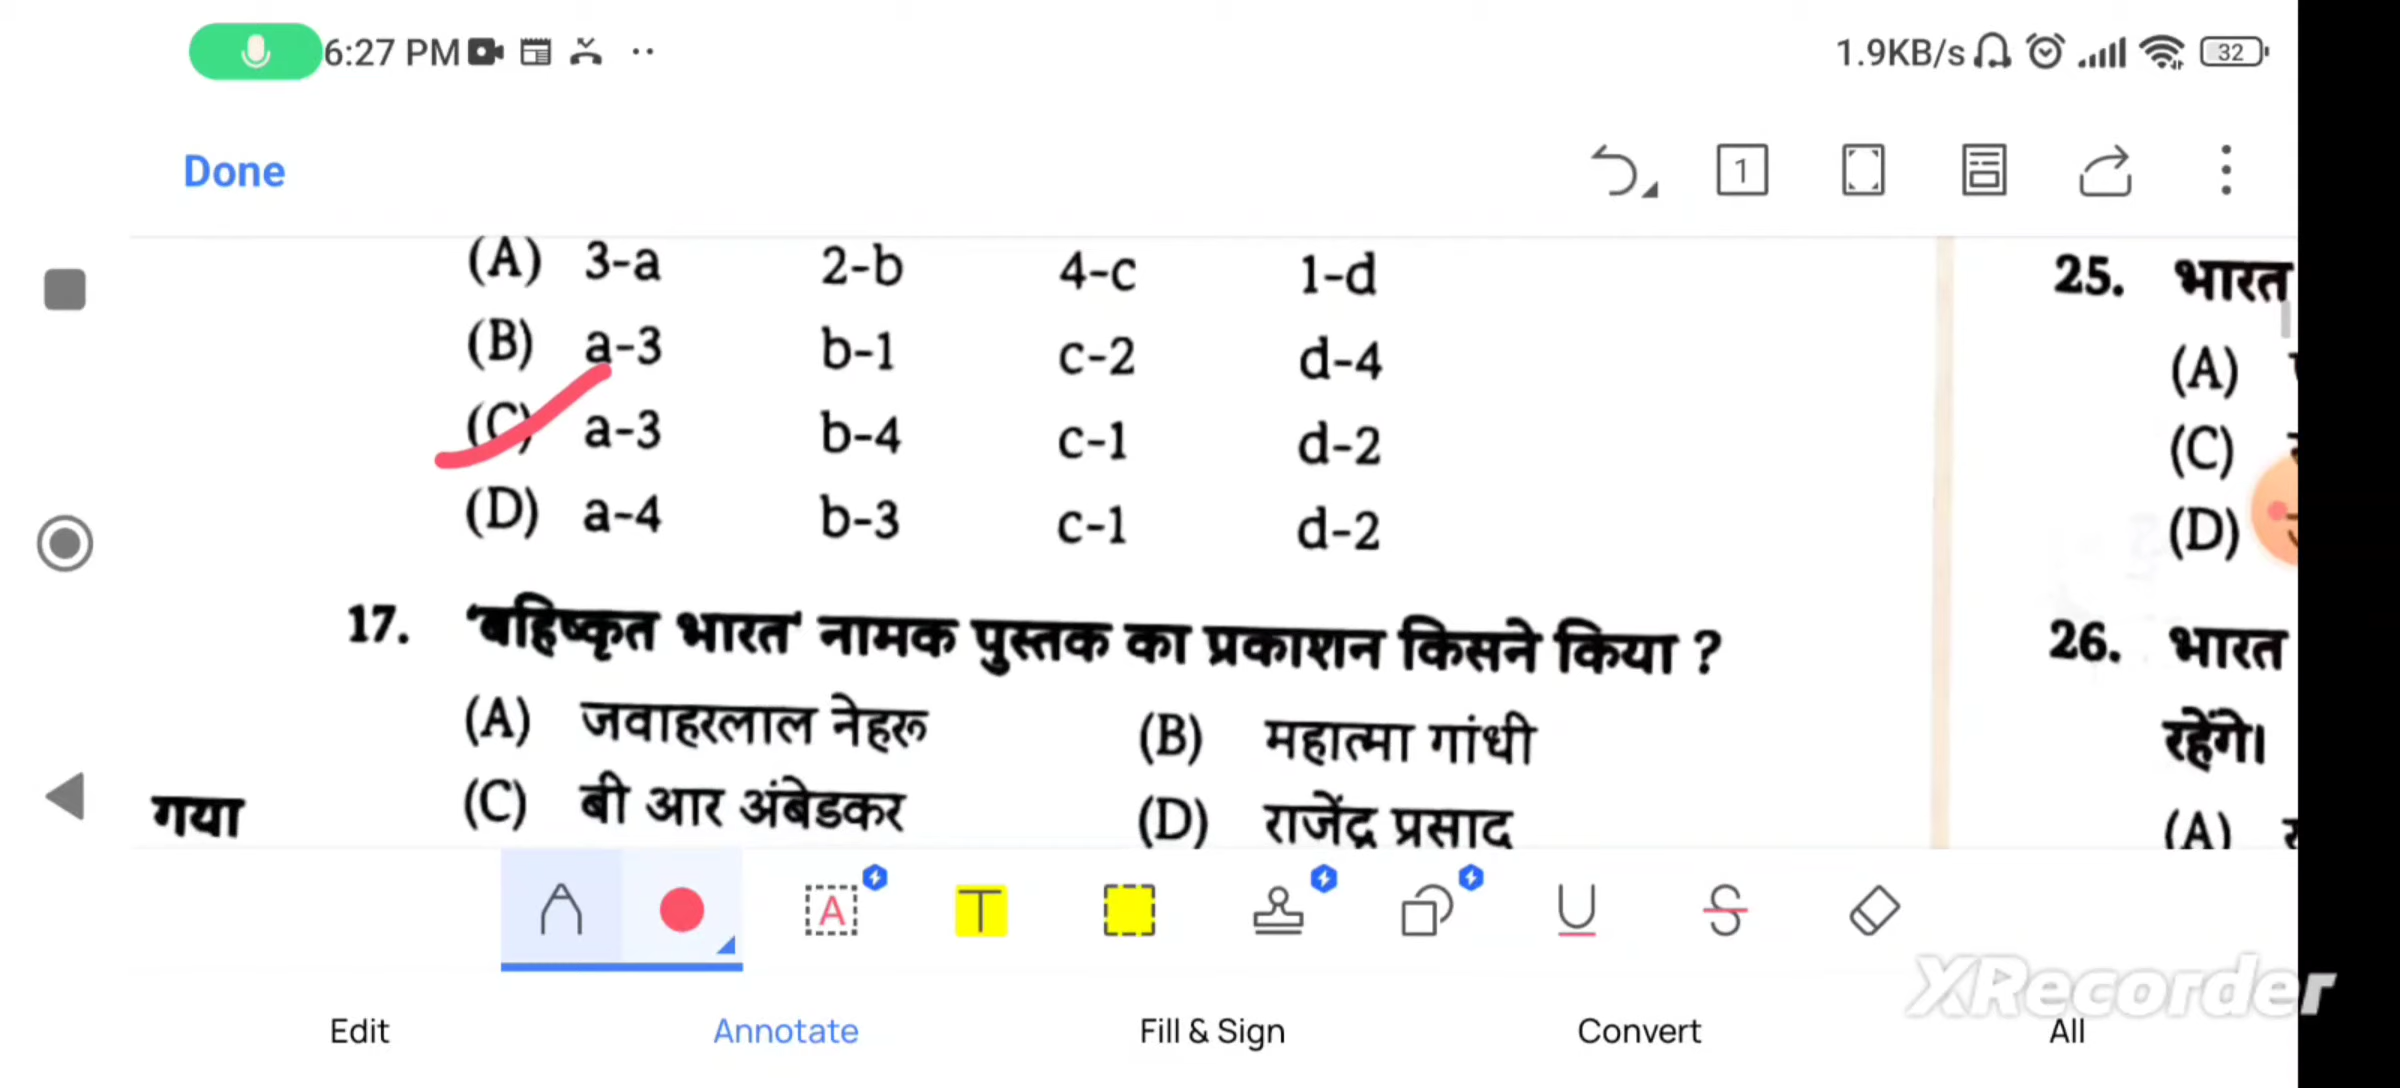 6:27 PM
1.9KB/s
32
Done
1
(A) 3-a 2-b 4-c 1-d
(B) a-3 b-1 c-2 d-4
(C) a-3 b-4 c-1 d-2
(D) a-4 b-3 c-1 d-2
17. 'बहिष्कृत भारत' नामक पुस्तक का प्रकाशन किसने किया ?
(A) जवाहरलाल नेहरू (B) महात्मा गांधी
(C) बी आर अंबेडकर (D) राजेंद्र प्रसाद
गया
25. भारत
(A)
(C)
(D)
26. भारत
रहेंगे।
(A)
A T U S
XRecorder
Edit Annotate Fill & Sign Convert All